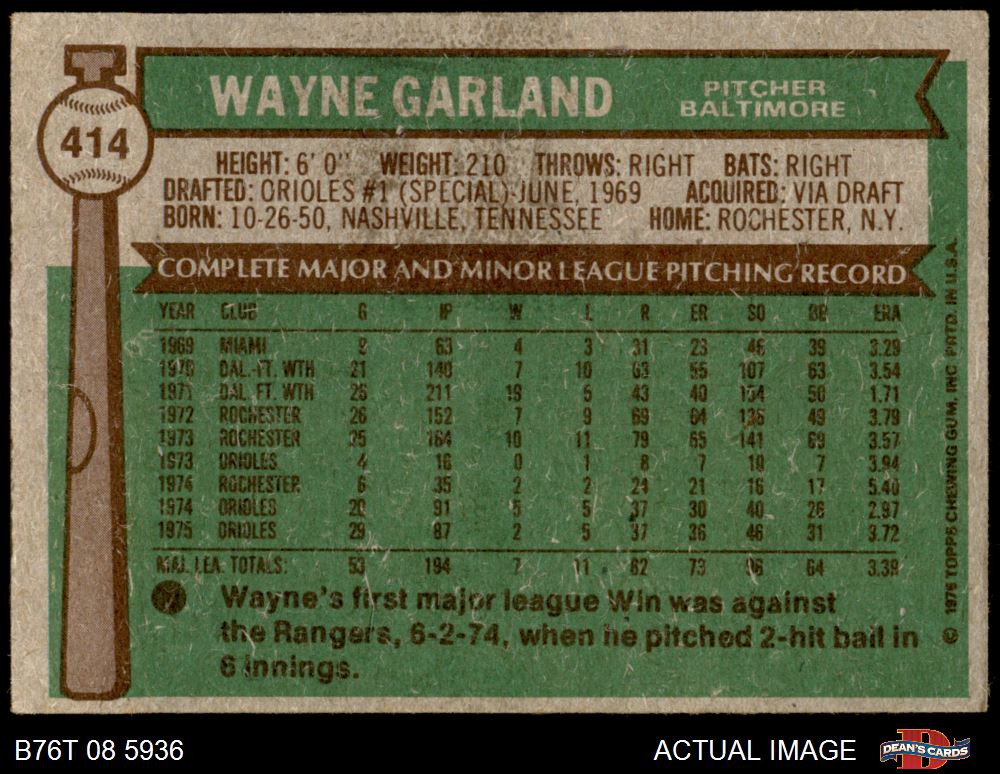 414
WAYNE GARLAND
PITCHER
BALTIMORE
HEIGHT: 6' 0" WEIGHT: 210 THROWS: RIGHT BATS: RIGHT
DRAFTED: ORIOLES #1 (SPECIAL)-JUNE, 1969 ACQUIRED: VIA DRAFT
BORN: 10-26-50, NASHVILLE, TENNESSEE HOME: ROCHESTER, N.Y.
COMPLETE MAJOR AND MINOR LEAGUE PITCHING RECORD
YEAR CLUB G IP W L R ER SO BB ERA
1969 MIAMI 63 4 3 31 23 46 39 3.29
1970 DAL.-FT. WTH 21 140 7 10 63 55 107 63 3.54
1971 DAL. FT. WTH 211 19 5 43 40 1.71
1972 ROCHESTER 26 152 7 9 69 64 49 3.79
1973 ROCHESTER 25 164 10 11 79 65 141 69 3.57
1973 ORIOLES 4 16 0 1 8 7 10 7 3.94
1974 ROCHESTER 6 35 2 2 24 21 16 17 5.40
1974 ORIOLES 20 91 5 5 37 30 40 26 2.97
1975 ORIOLES 29 87 2 5 37 36 46 31 3.72
MAJ. LEA. TOTALS: 53 194 7 11 82 73 96 64 3.39
Wayne's first major league Win was against
the Rangers, 6-2-74, when he pitched 2-hit ball in
6 innings.
© 1976 TOPPS CHEWING GUM, INC PRTD. IN U.S.A.
B76T 08 5936
ACTUAL IMAGE
DEAN'S CARDS